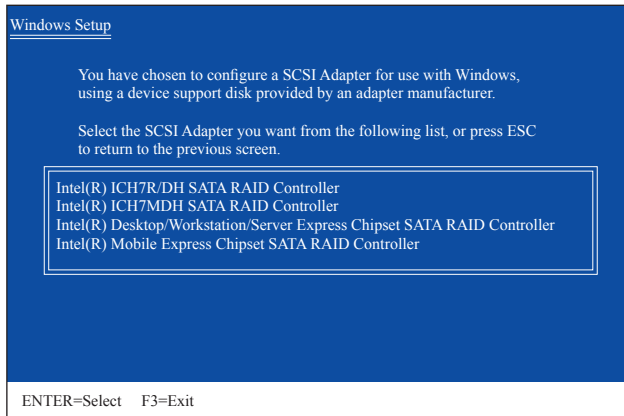 Windows Setup
You have chosen to configure a SCSI Adapter for use with Windows,
using a device support disk provided by an adapter manufacturer.
Select the SCSI Adapter you want from the following list, or press ESC
to return to the previous screen.
Intel(R) ICH7R/DH SATA RAID Controller
Intel(R) ICH7MDH SATA RAID Controller
Intel(R) Desktop/Workstation/Server Express Chipset SATA RAID Controller
Intel(R) Mobile Express Chipset SATA RAID Controller
ENTER=Select F3=Exit